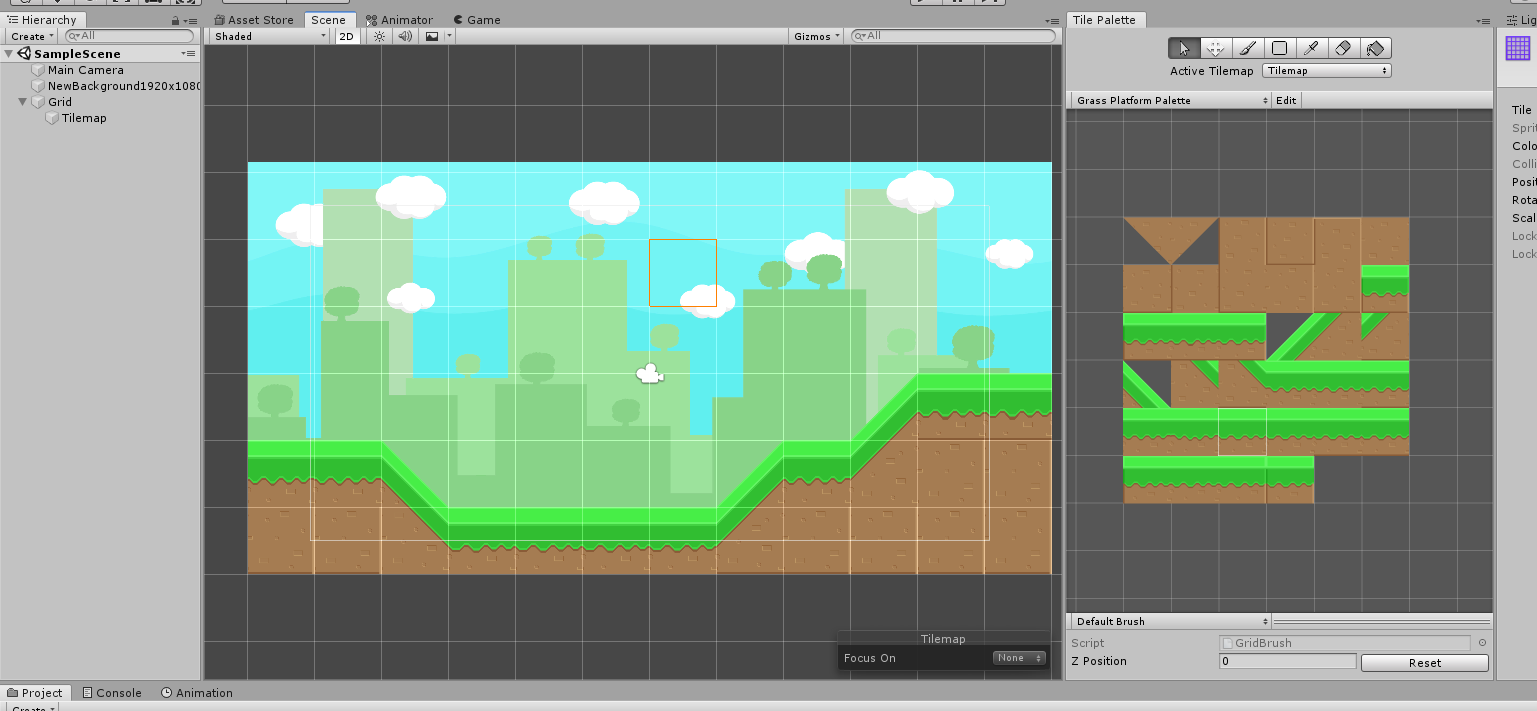 Hierarchy
Create
All
SampleScene
Main Camera
NewBackground1920x1080
Grid
Tilemap
Asset Store Scene Animator Game
Shaded 2D Gizmos All
Tilemap
Focus On None
Tile Palette
Active Tilemap Tilemap
Grass Platform Palette Edit
Default Brush
Script GridBrush
Z Position 0 Reset
Lig
Tile
Sprit
Colo
Colli
Posit
Rota
Scal
Lock
Lock
Project Console Animation
Create